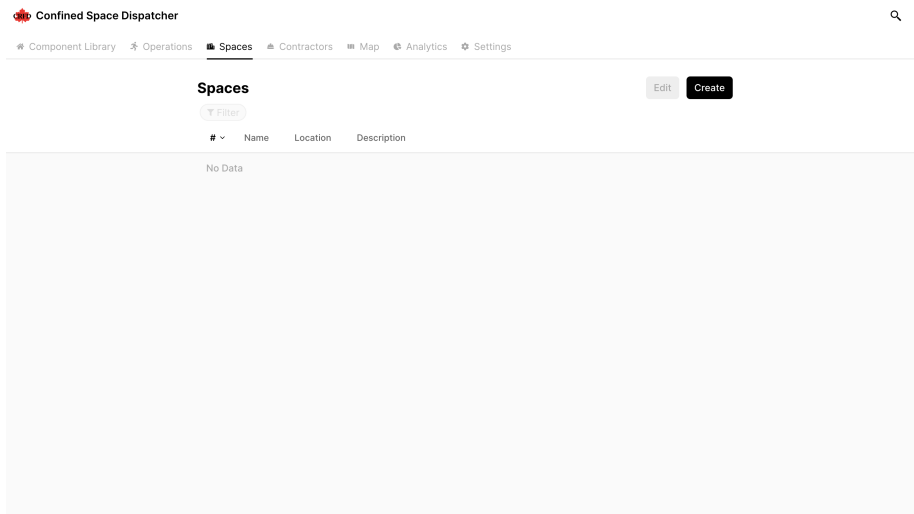 Confined Space Dispatcher
Component Library Operations Spaces Contractors Map Analytics Settings
Spaces Edit Create
Filter
# Name Location Description
No Data